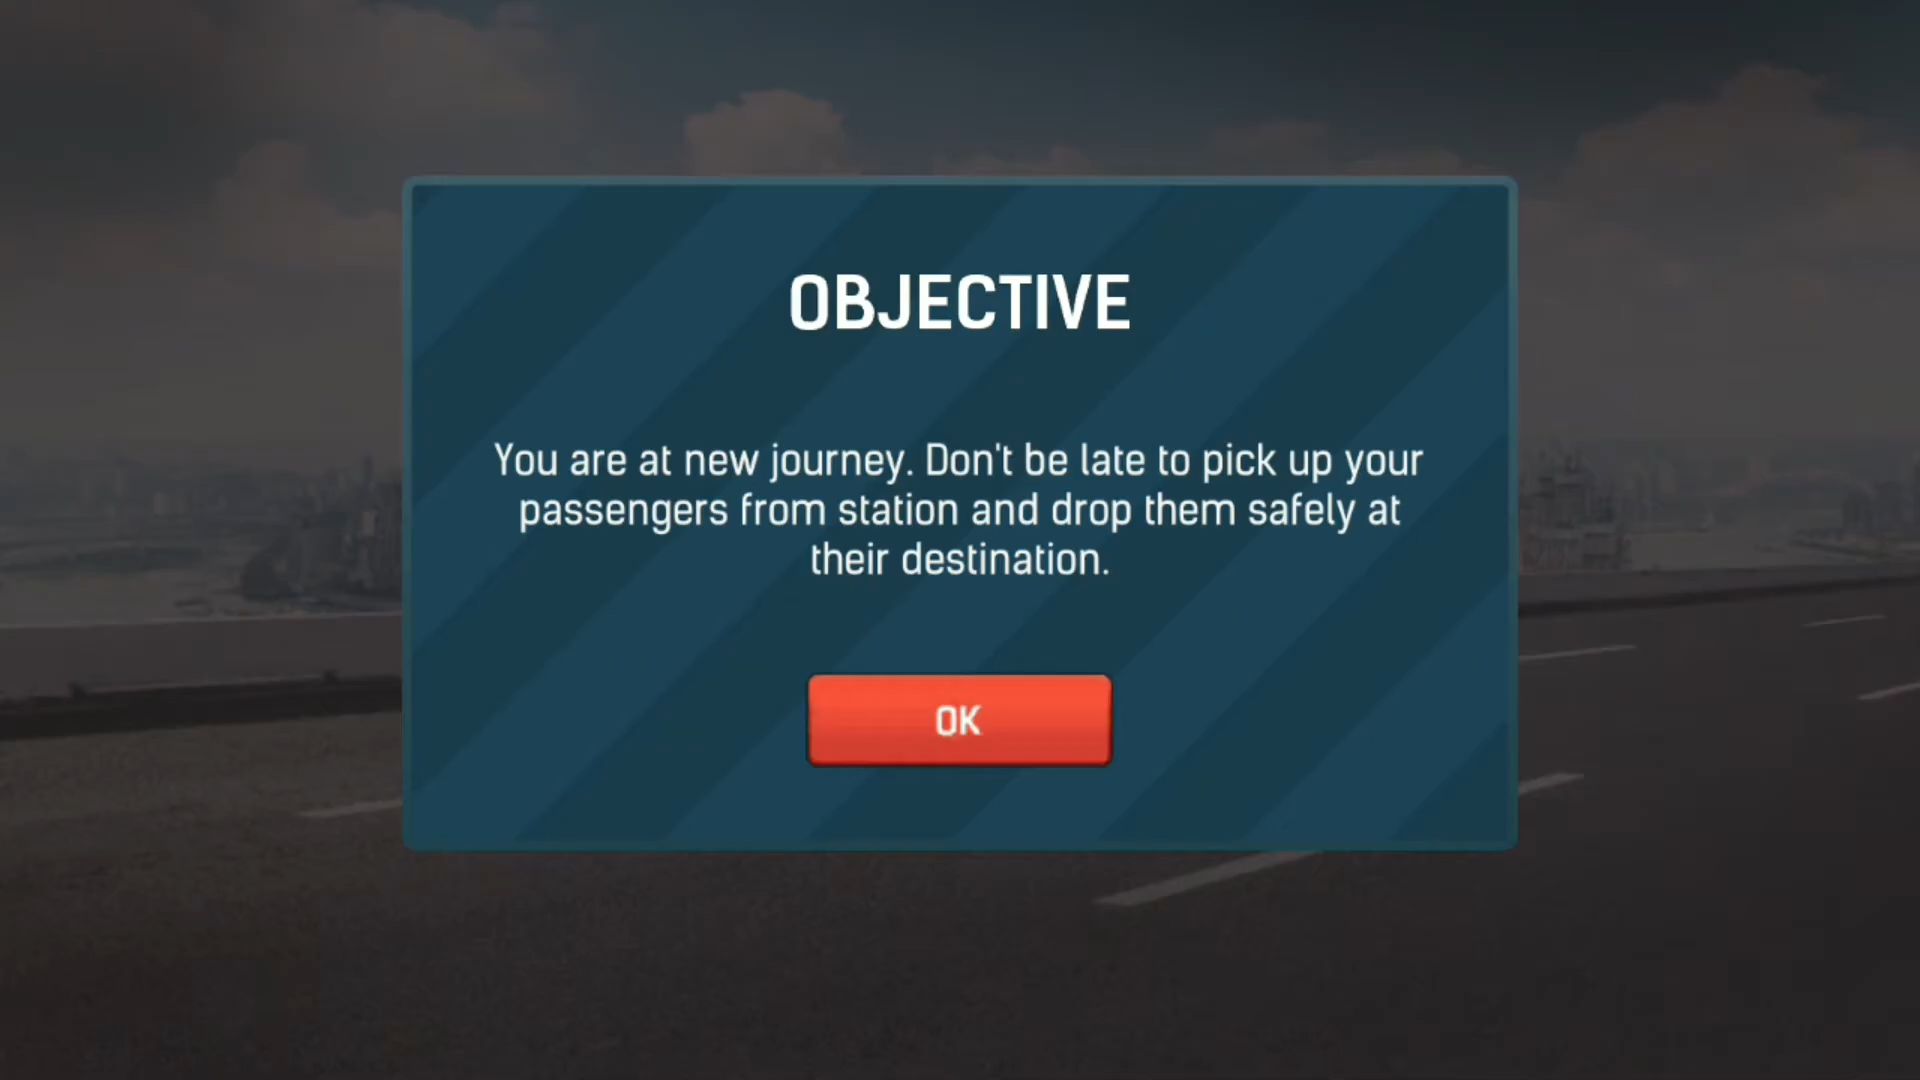 OBJECTIVE
You are at new journey. Don't be late to pick up your
passengers from station and drop them safely at
their destination.
OK